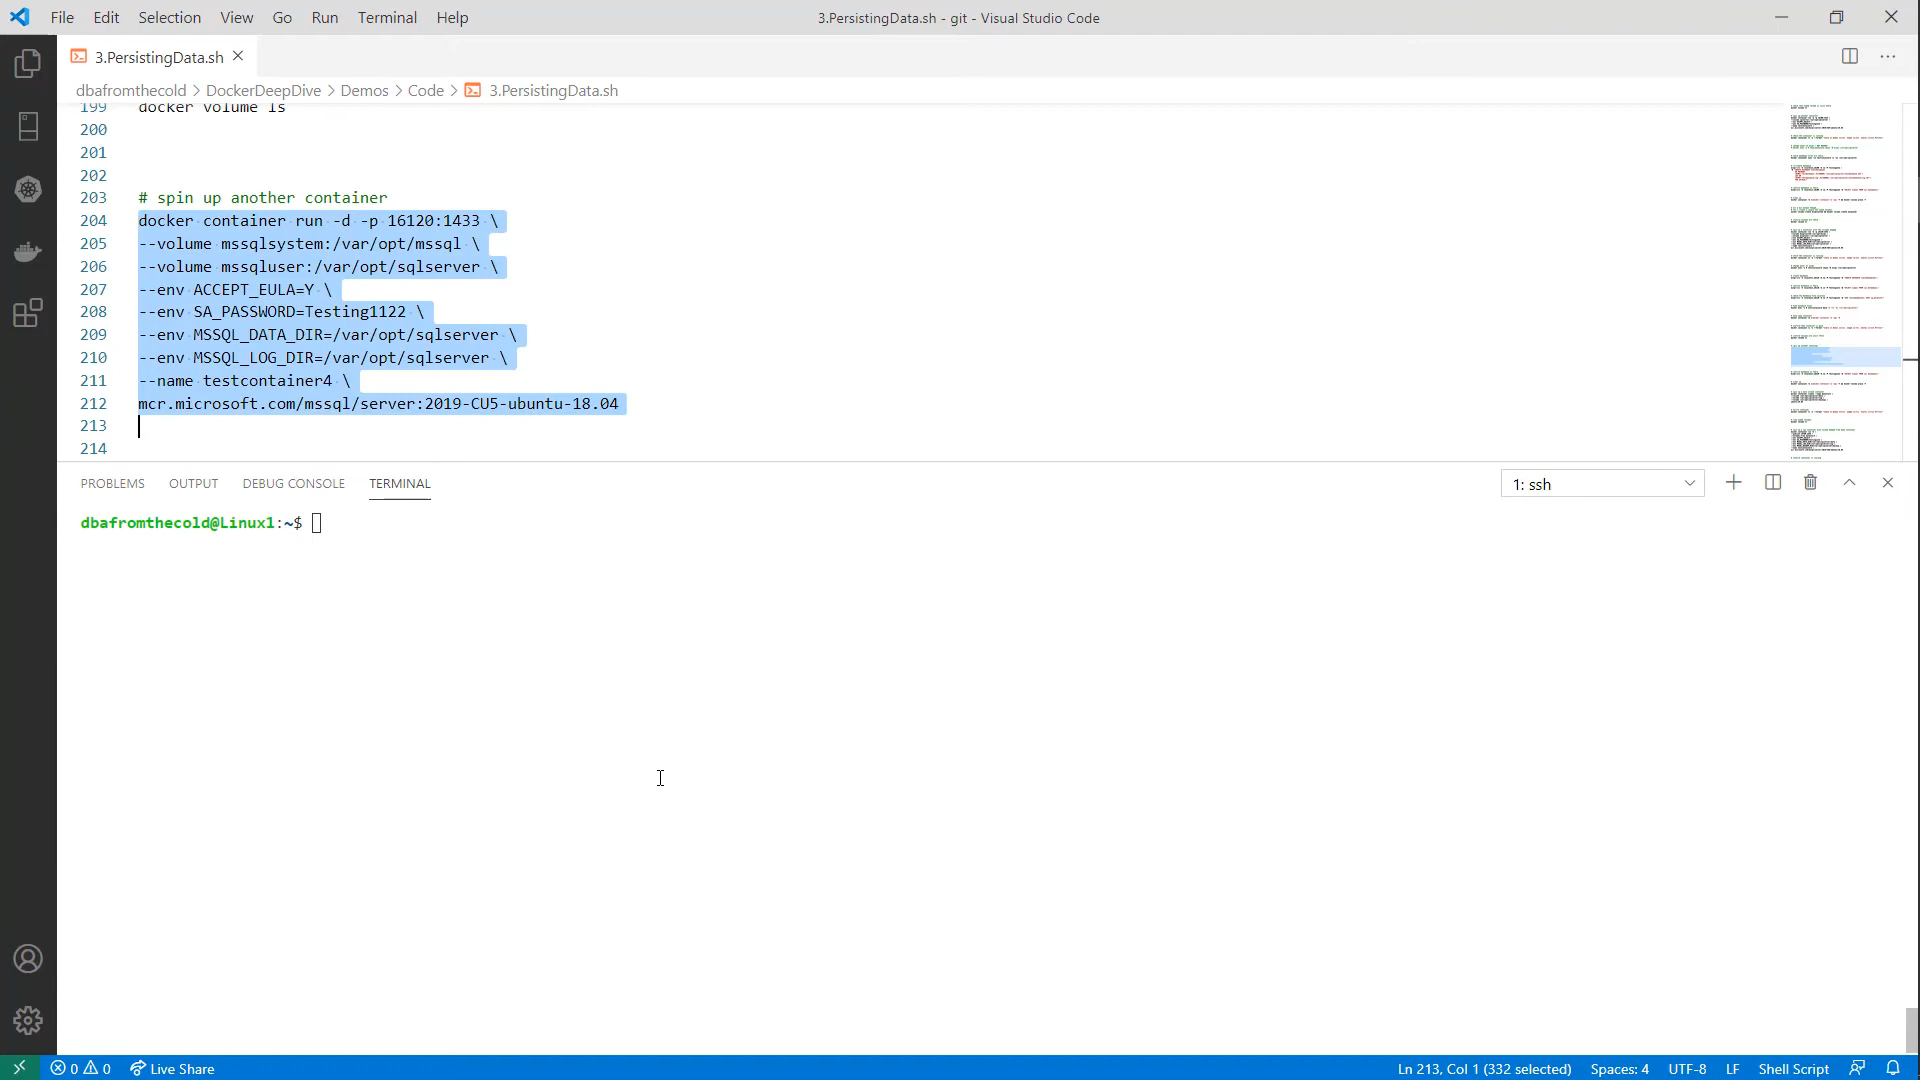 File Edit Selection View Go Run Terminal Help
3.PersistingData.sh - git - Visual Studio Code
3.PersistingData.sh
dbafromthecold > DockerDeepDive > Demos > Code > 3.PersistingData.sh
199 docker volume ls
200
201
202
203 # spin up another container
204 docker container run -d -p 16120:1433 \
205 --volume mssqlsystem:/var/opt/mssql \
206 --volume mssqluser:/var/opt/sqlserver \
207 --env ACCEPT_EULA=Y \
208 --env SA_PASSWORD=Testing1122 \
209 --env MSSQL_DATA_DIR=/var/opt/sqlserver \
210 --env MSSQL_LOG_DIR=/var/opt/sqlserver \
211 --name testcontainer4 \
212 mcr.microsoft.com/mssql/server:2019-CU5-ubuntu-18.04
213
214
PROBLEMS OUTPUT DEBUG CONSOLE TERMINAL
1: ssh
dbafromthecold@Linux1:~$
0 0 Live Share
Ln 213, Col 1 (332 selected) Spaces: 4 UTF-8 LF Shell Script